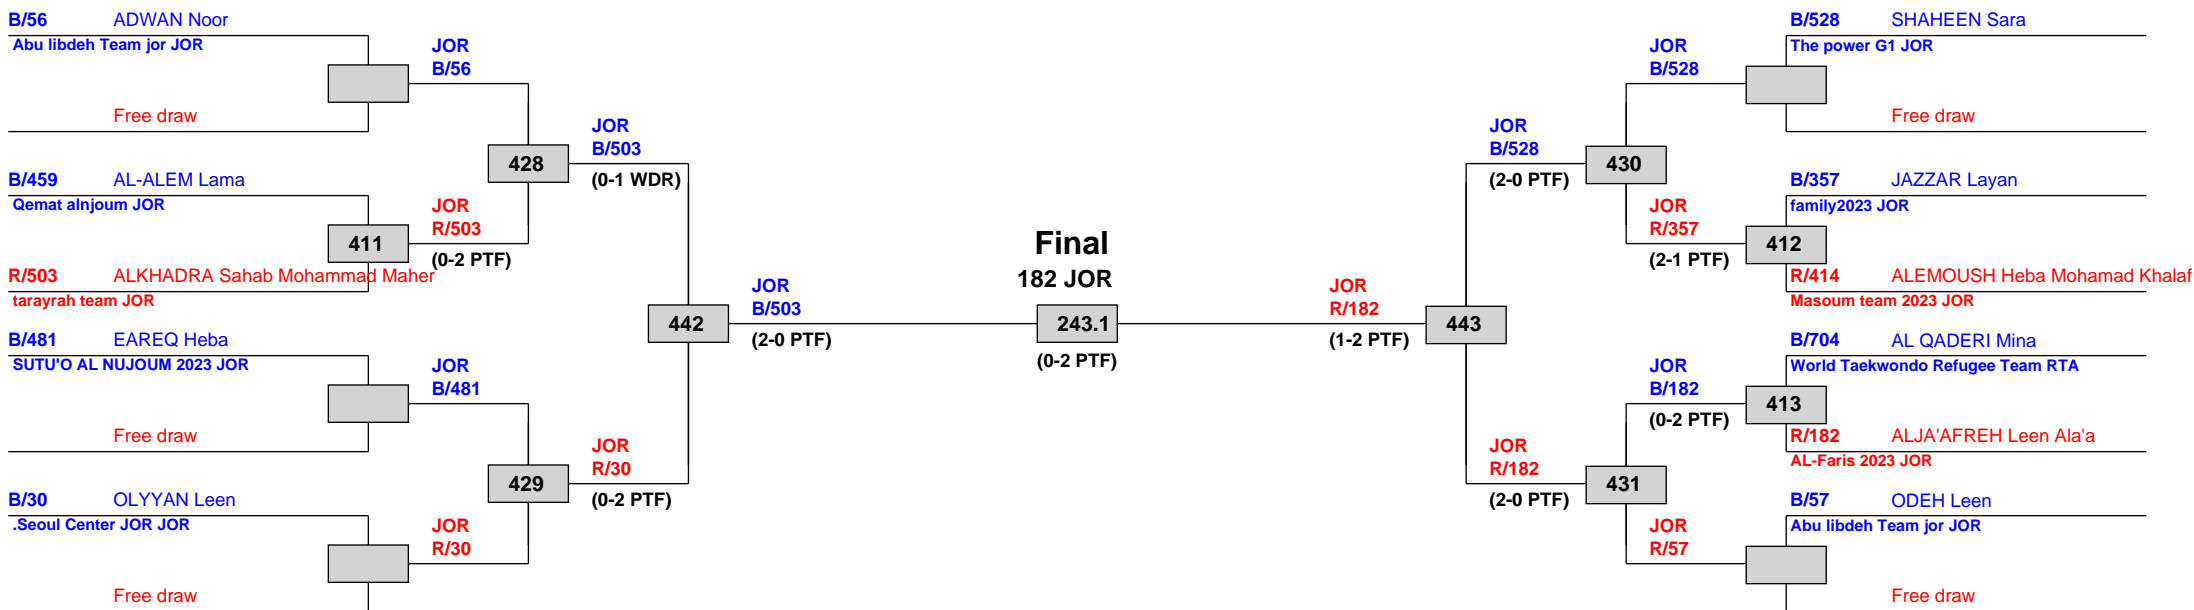 B/56 ADWAN Noor
Abu libdeh Team jor JOR
Free draw
B/459 AL-ALEM Lama
Qemat alnjoum JOR
411
R/503 ALKHADRA Sahab Mohammad Maher
tarayrah team JOR
B/481 EAREQ Heba
SUTU'O AL NUJOUM 2023 JOR
Free draw
B/30 OLYYAN Leen
.Seoul Center JOR JOR
Free draw
JOR
B/56
428
JOR
R/503
(0-2 PTF)
JOR
B/481
429
JOR
R/30
JOR
B/503
(0-1 WDR)
442
JOR
R/30
(0-2 PTF)
JOR
B/503
(2-0 PTF)
Final
182 JOR
243.1
(0-2 PTF)
JOR
R/182
(1-2 PTF)
443
JOR
B/528
(2-0 PTF)
JOR
R/182
(2-0 PTF)
JOR
B/528
430
JOR
R/357
(2-1 PTF)
JOR
B/182
(0-2 PTF)
431
JOR
R/57
B/528 SHAHEEN Sara
The power G1 JOR
Free draw
B/357 JAZZAR Layan
family2023 JOR
412
R/414 ALEMOUSH Heba Mohamad Khalaf
Masoum team 2023 JOR
B/704 AL QADERI Mina
World Taekwondo Refugee Team RTA
413
R/182 ALJA'AFREH Leen Ala'a
AL-Faris 2023 JOR
B/57 ODEH Leen
Abu libdeh Team jor JOR
Free draw